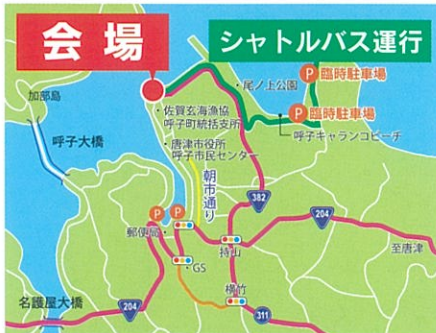 会場
シャトルバス運行
加部島
・尾ノ上公園
P 臨時駐車場
P 臨時駐車場
呼子キャランコビーチ
・佐賀玄海漁協
呼子町統括支所
・唐津市役所
呼子市民センター
呼子大橋
朝市通り
382
204
P P
郵便局・
持山
至唐津
・GS
名護屋大橋
204
横竹
311